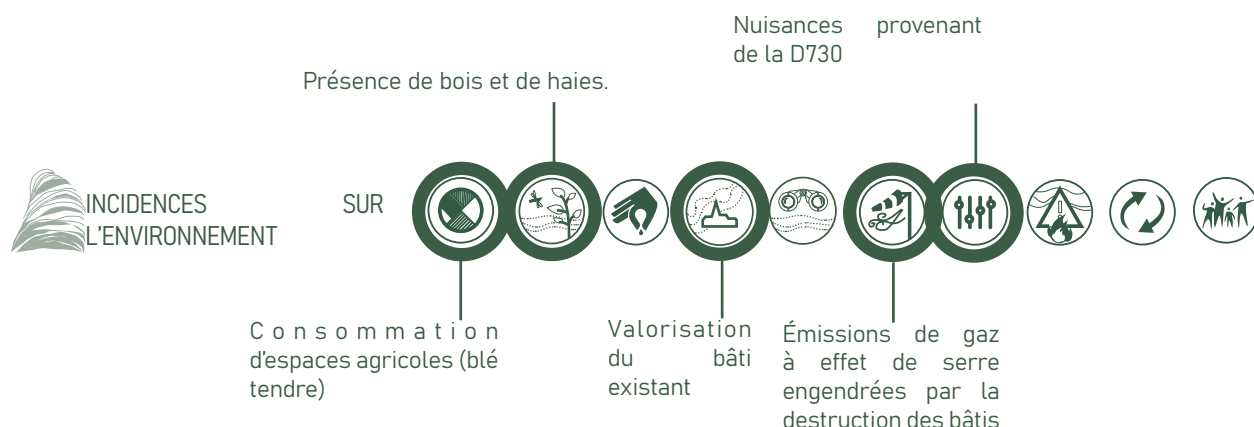 Nuisances provenant
de la D730
Présence de bois et de haies.
INCIDENCES SUR
L'ENVIRONNEMENT
Consommation
d'espaces agricoles (blé
tendre)
Valorisation
du bâti
existant
Émissions de gaz
à effet de serre
engendrées par la
destruction des bâtis